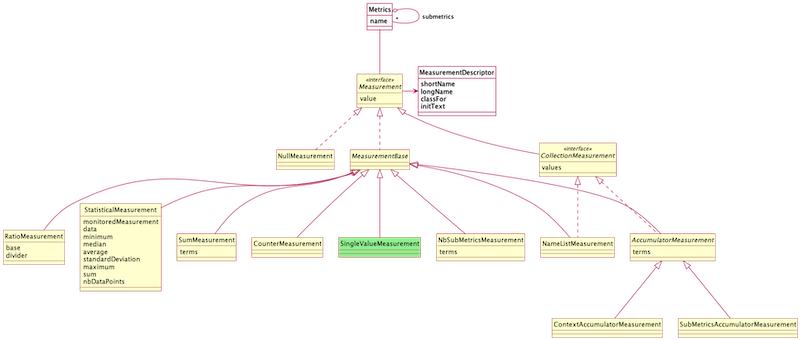 Metrics
name
*
submetrics
«interface»
Measurement
value
MeasurementDescriptor
shortName
longName
classFor
initText
NullMeasurement
MeasurementBase
«interface»
CollectionMeasurement
values
RatioMeasurement
base
divider
StatisticalMeasurement
monitoredMeasurement
data
minimum
median
average
standardDeviation
maximum
sum
nbDataPoints
SumMeasurement
terms
CounterMeasurement
SingleValueMeasurement
NbSubMetricsMeasurement
terms
NameListMeasurement
AccumulatorMeasurement
terms
ContextAccumulatorMeasurement
SubMetricsAccumulatorMeasurement